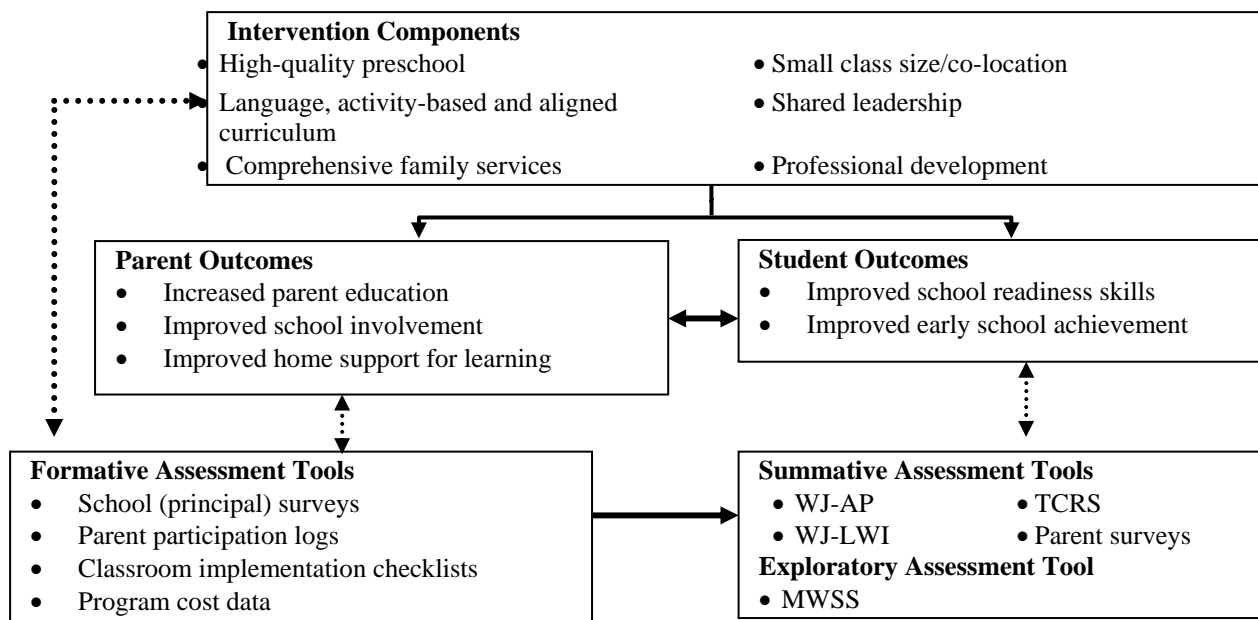 Intervention Components
• High-quality preschool
• Small class size/co-location
• Language, activity-based and aligned
curriculum
• Shared leadership
• Comprehensive family services
• Professional development
Parent Outcomes
• Increased parent education
• Improved school involvement
• Improved home support for learning
Student Outcomes
• Improved school readiness skills
• Improved early school achievement
Formative Assessment Tools
• School (principal) surveys
• Parent participation logs
• Classroom implementation checklists
• Program cost data
Summative Assessment Tools
• WJ-AP
• TCRS
• WJ-LWI
• Parent surveys
Exploratory Assessment Tool
• MWSS